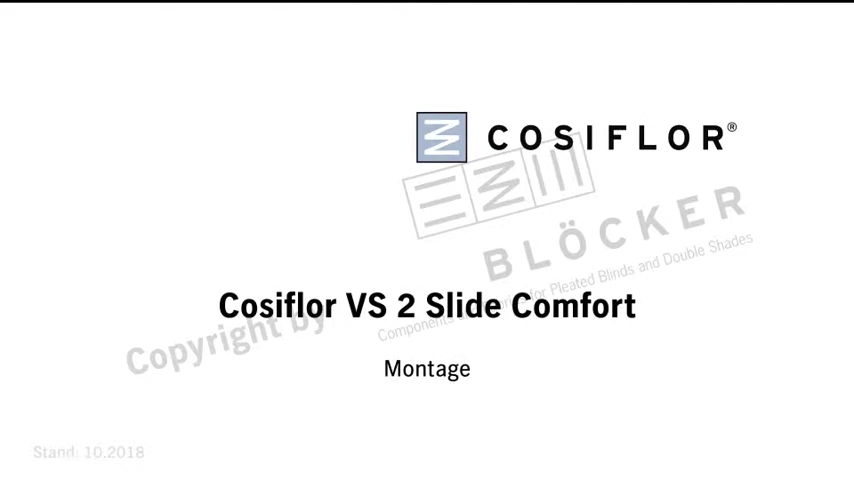 COSIFLOR®
BLÖCKER
Components for Pleated Blinds and Double Shades
Cosiflor VS 2 Slide Comfort
Copyright by
Montage
Stand: 10.2018